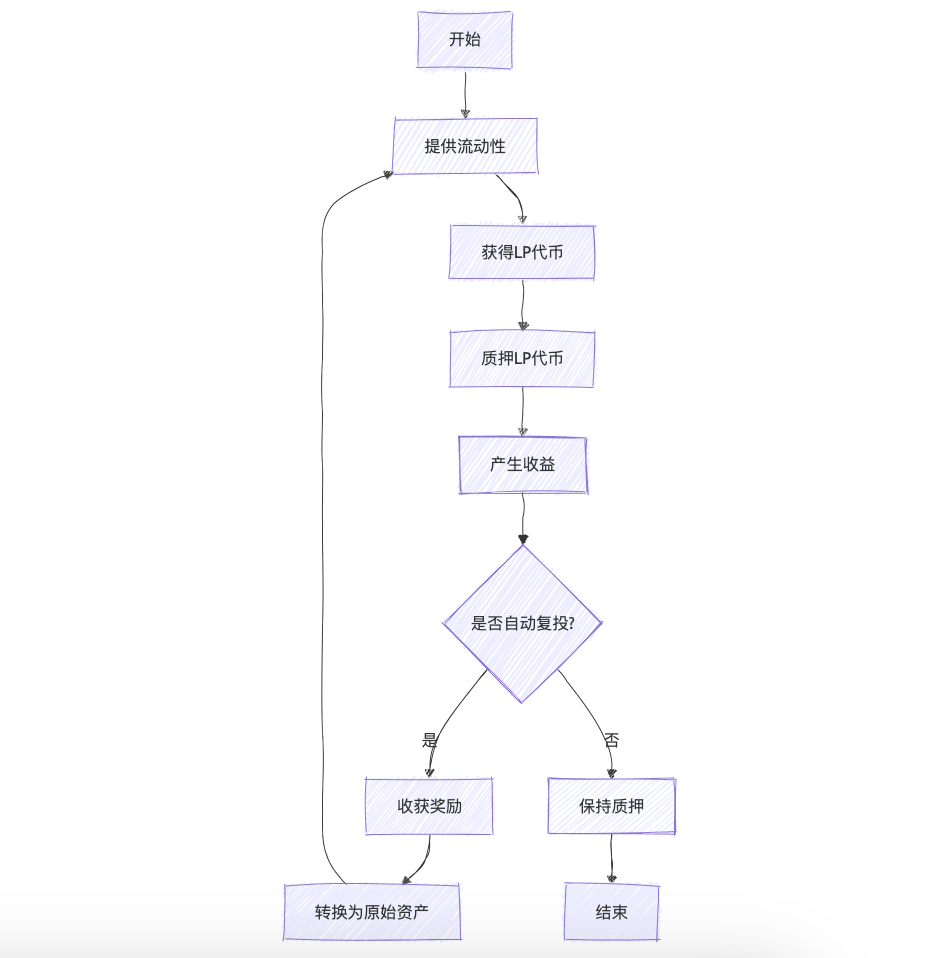 开始
提供流动性
获得LP代币
质押LP代币
产生收益
是否自动复投?
是
否
收获奖励
保持质押
转换为原始资产
结束